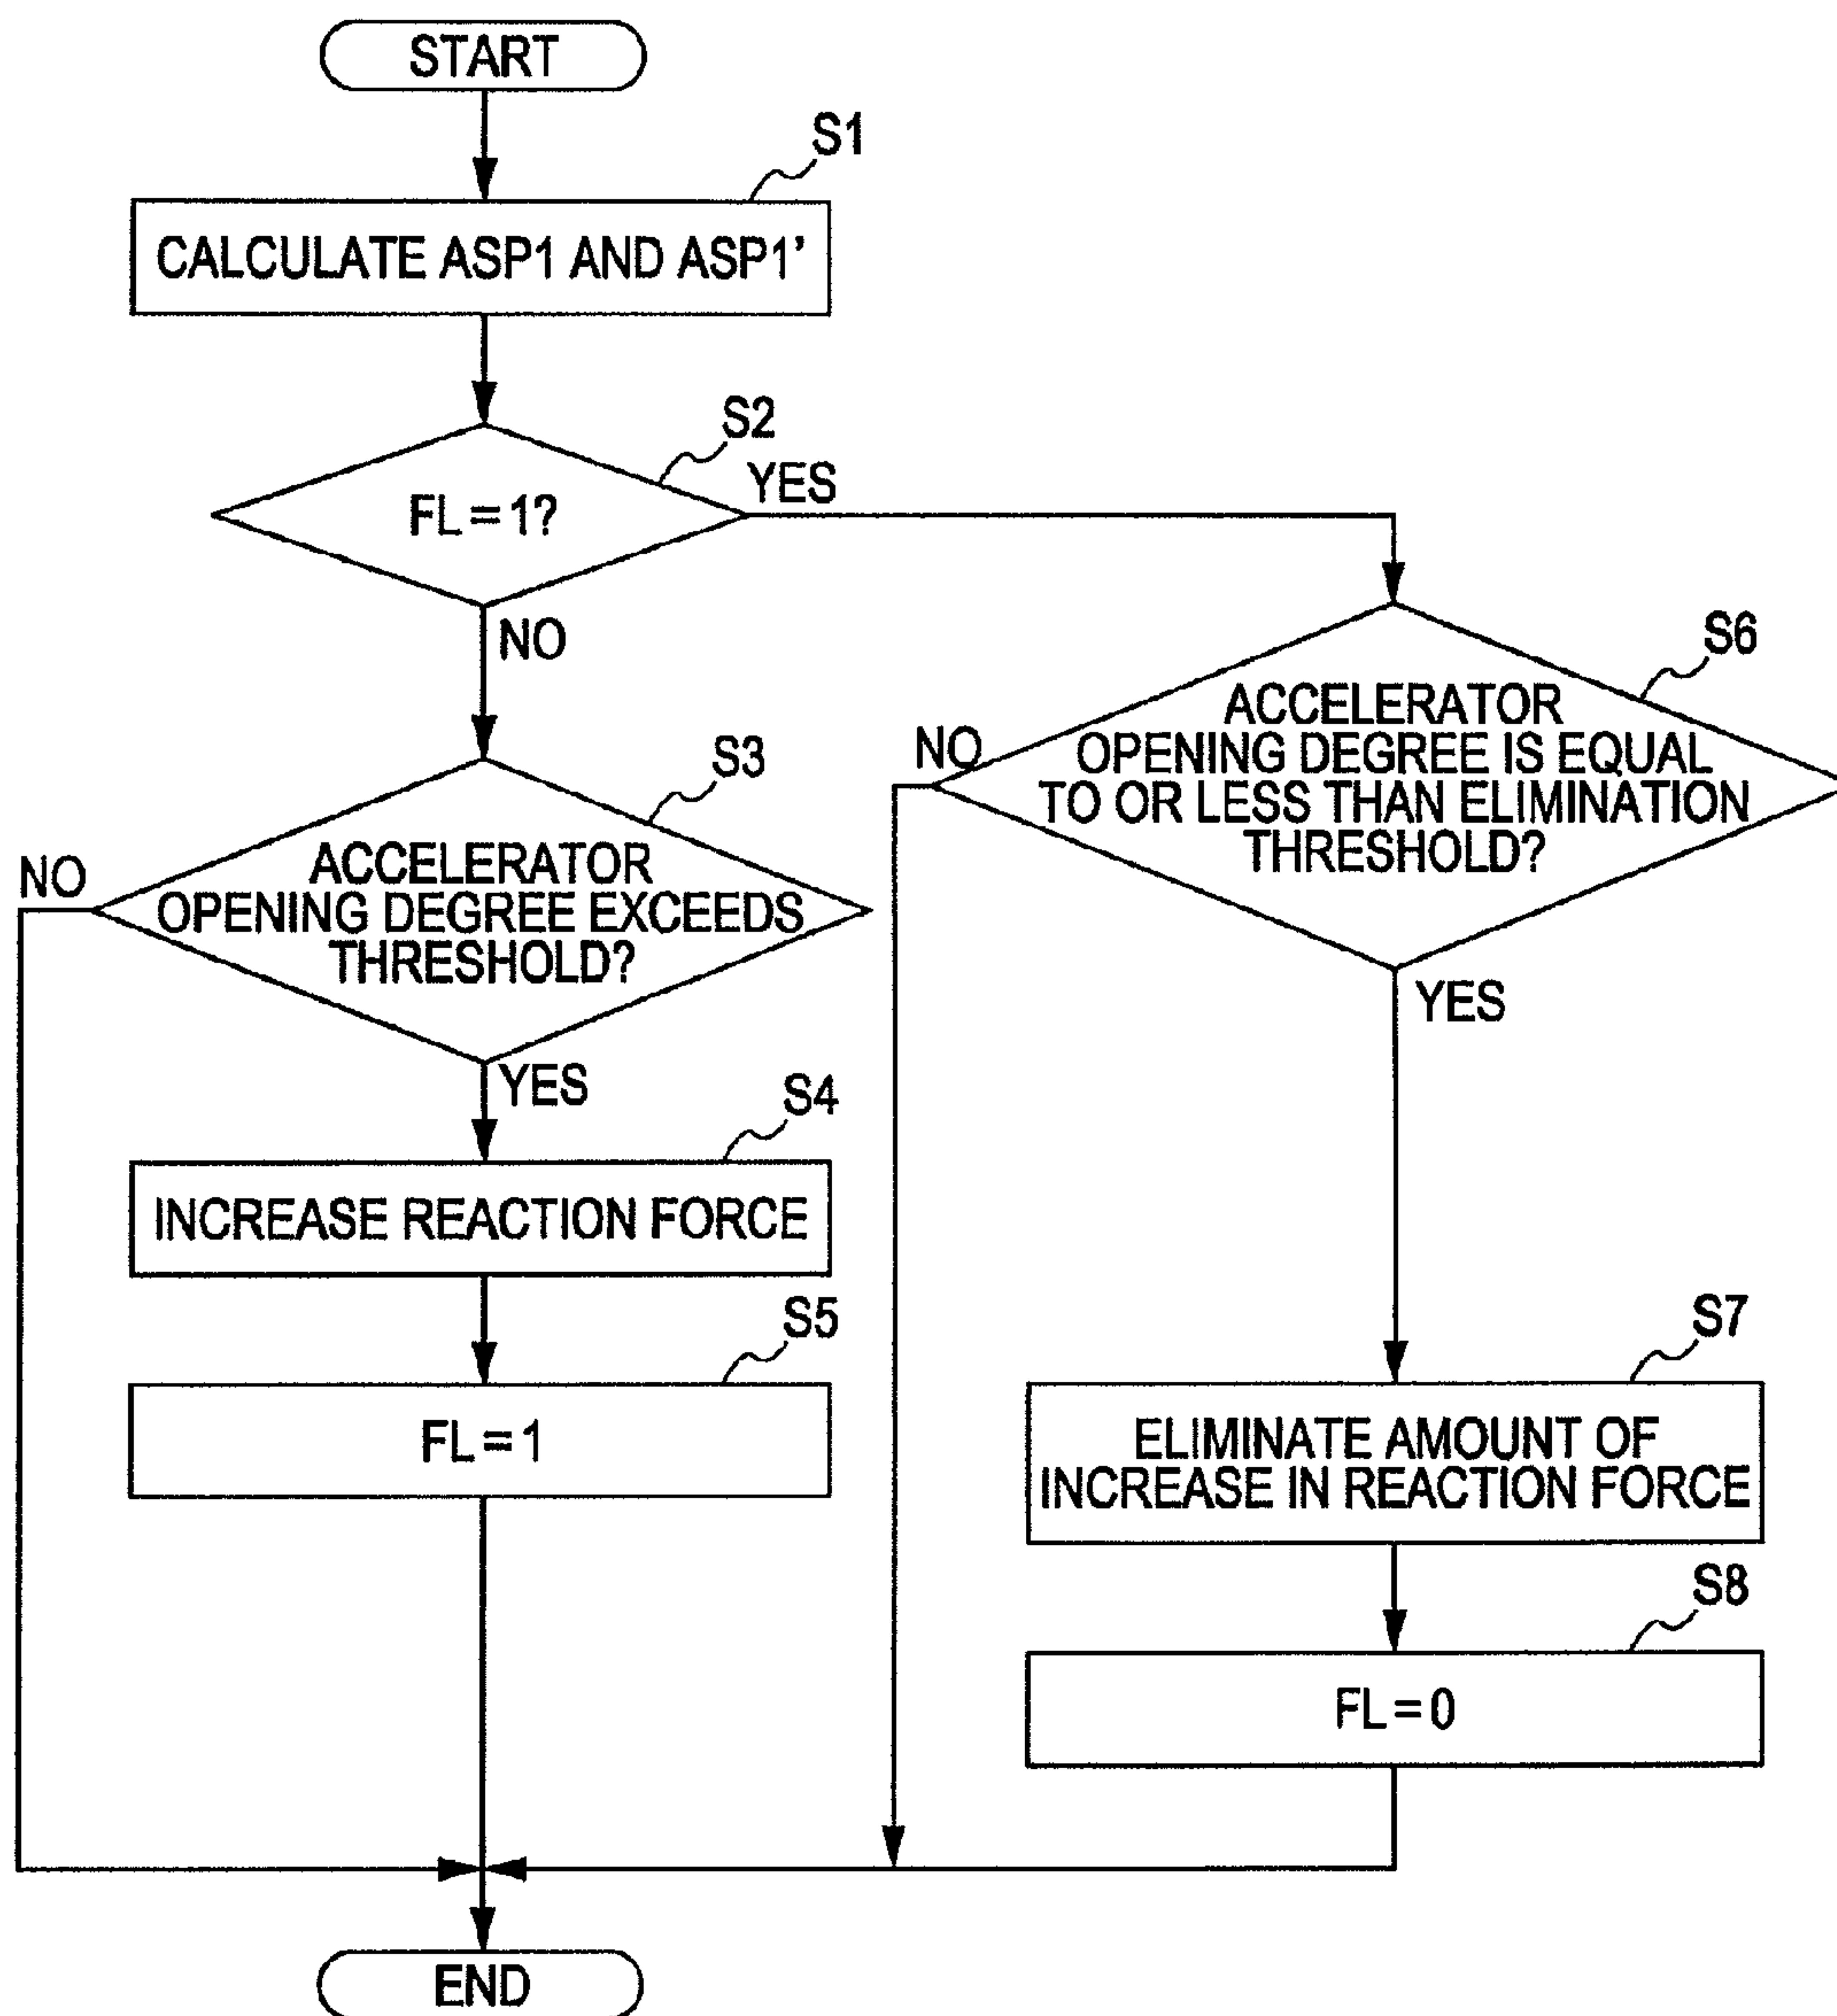 START
S1
CALCULATE ASP1 AND ASP1’
S2
FL=1?
YES
NO
S3
ACCELERATOR
OPENING DEGREE EXCEEDS
THRESHOLD?
NO
YES
S4
INCREASE REACTION FORCE
S5
FL=1
S6
ACCELERATOR
OPENING DEGREE IS EQUAL
TO OR LESS THAN ELIMINATION
THRESHOLD?
NO
YES
S7
ELIMINATE AMOUNT OF
INCREASE IN REACTION FORCE
S8
FL=0
END